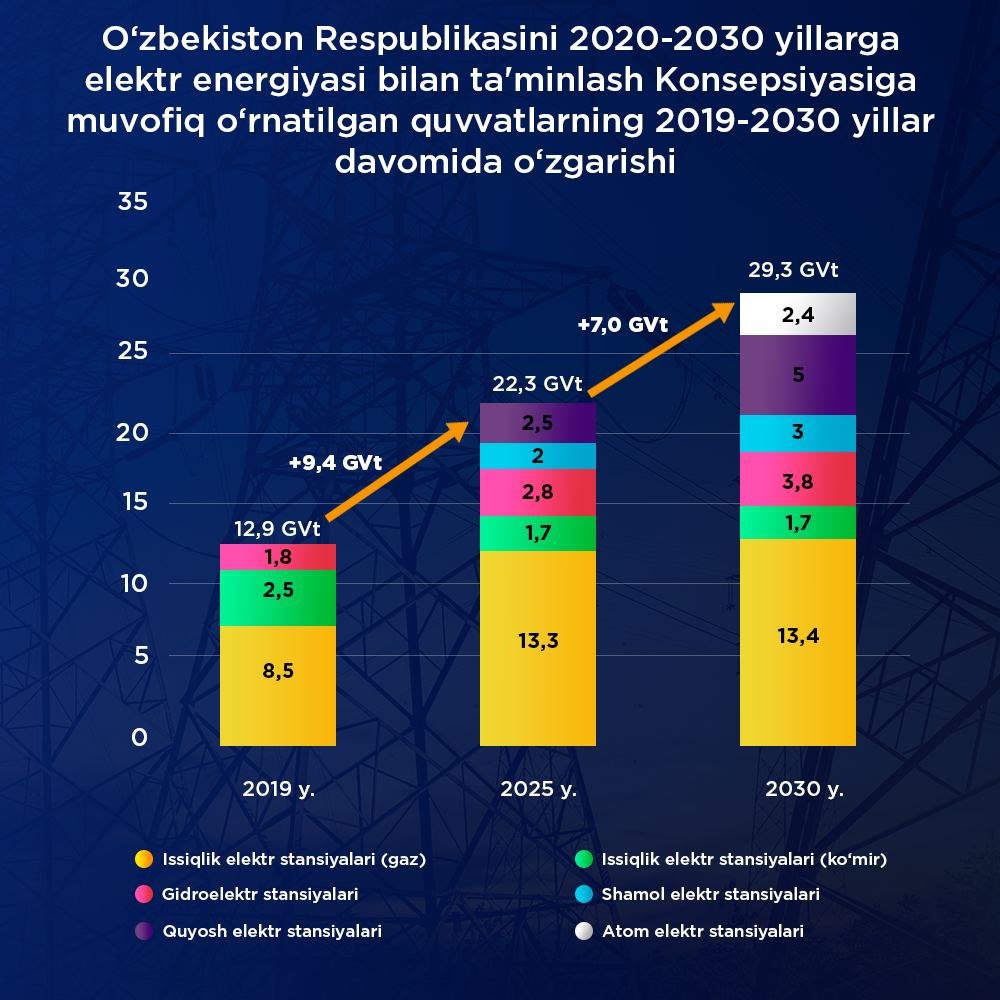 Oʻzbekiston Respublikasini 2020-2030 yillarga
elektr energiyasi bilan ta'minlash Konsepsiyasiga
muvofiq oʻrnatilgan quvvatlarning 2019-2030 yillar
davomida oʻzgarishi
35
30
25
20
15
10
5
0
12,9 GVt
1,8
2,5
8,5
+9,4 GVt
22,3 GVt
2,5
2
2,8
1,7
13,3
+7,0 GVt
29,3 GVt
2,4
5
3
3,8
1,7
13,4
2019 y.
2025 y.
2030 y.
Issiqlik elektr stansiyalari (gaz)
Issiqlik elektr stansiyalari (koʻmir)
Gidroelektr stansiyalari
Shamol elektr stansiyalari
Quyosh elektr stansiyalari
Atom elektr stansiyalari